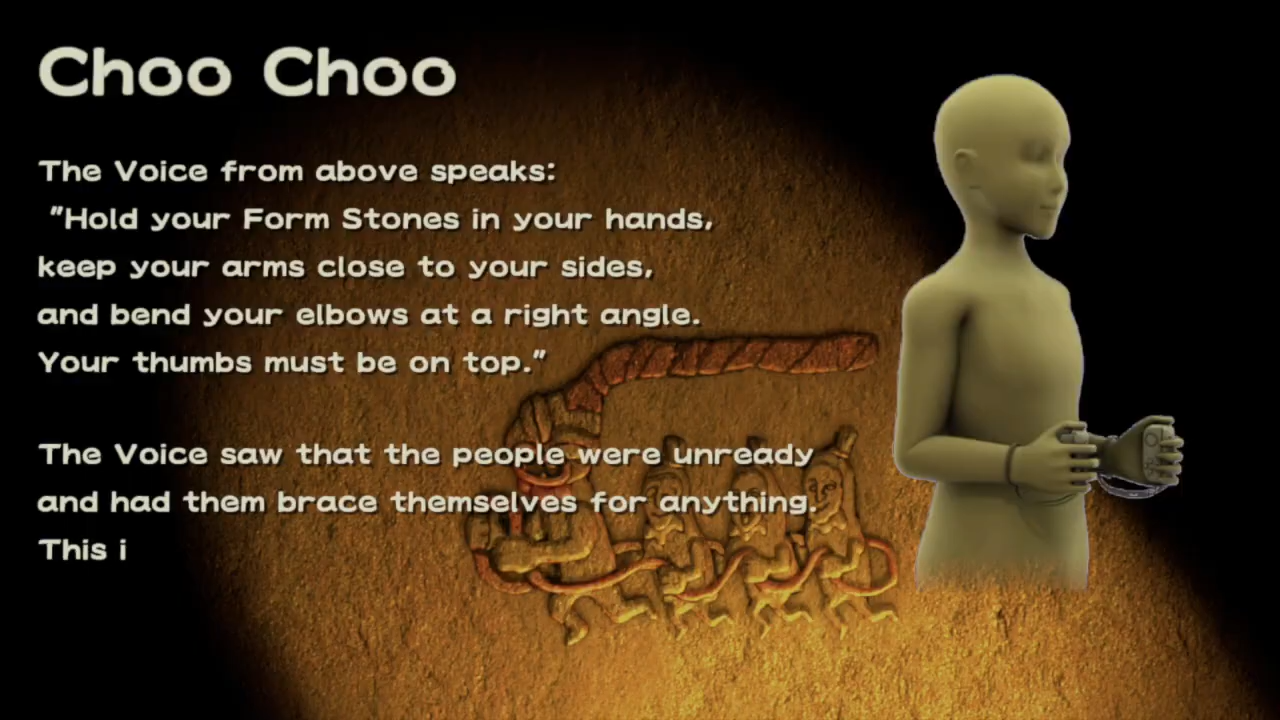 Choo Choo
The Voice from above speaks:
"Hold your Form Stones in your hands,
keep your arms close to your sides,
and bend your elbows at a right angle.
Your thumbs must be on top."
The Voice saw that the people were unready
and had them brace themselves for anything.
This i